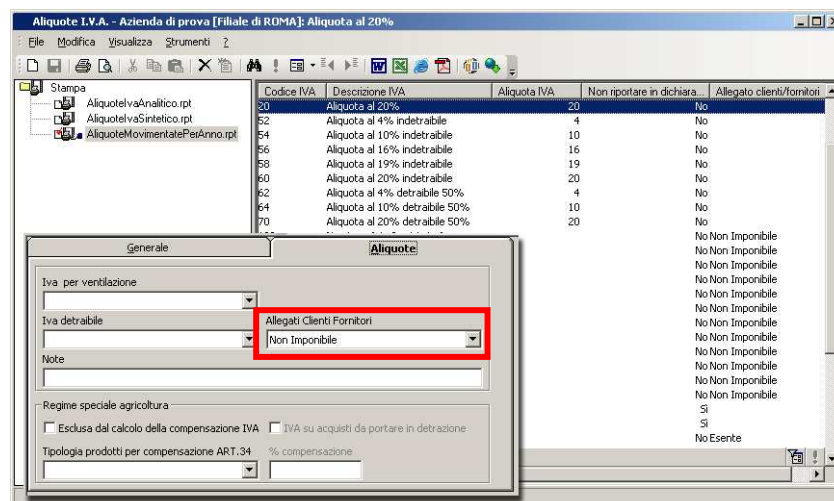 Aliquote I.V.A. - Azienda di prova [Filiale di ROMA]: Aliquota al 20%
File Modifica Visualizza Strumenti ?
Stampa
AliquoteIvaAnalitico.rpt
AliquoteIvaSintetico.rpt
AliquoteMovimentatePerAnno.rpt
Codice IVA Descrizione IVA Aliquota IVA Non riportare in dichiara... Allegato clienti/fornitori
20 Aliquota al 20% 20 No
52 Aliquota al 4% indetraibile 4 No
54 Aliquota al 10% indetraibile 10 No
56 Aliquota al 16% indetraibile 16 No
58 Aliquota al 19% indetraibile 19 No
60 Aliquota al 20% indetraibile 20 No
62 Aliquota al 4% detraibile 50% 4 No
64 Aliquota al 10% detraibile 50% 10 No
70 Aliquota al 20% detraibile 50% 20 No
No Non Imponibile
No Non Imponibile
No Non Imponibile
No Non Imponibile
No Non Imponibile
No Non Imponibile
No Non Imponibile
No Non Imponibile
No Non Imponibile
No Non Imponibile
No Non Imponibile
No Non Imponibile
Sì
Sì
No Esente
Generale Aliquote
Iva per ventilazione
Iva detraibile Allegati Clienti Fornitori
Non Imponibile
Note
Regime speciale agricoltura
Esclusa dal calcolo della compensazione IVA IVA su acquisti da portare in detrazione
Tipologia prodotti per compensazione ART.34 % compensazione